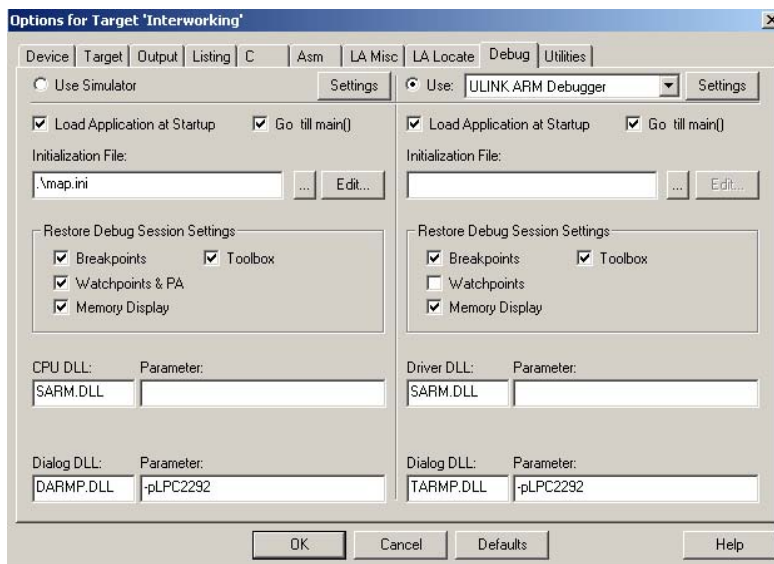 Options for Target 'Interworking'
Device Target Output Listing C Asm LA Misc LA Locate Debug Utilities
Use Simulator Settings Use: ULINK ARM Debugger Settings
Load Application at Startup Go till main() Load Application at Startup Go till main()
Initialization File: Initialization File:
.\map.ini ... Edit... ... Edit...
Restore Debug Session Settings Restore Debug Session Settings
Breakpoints Toolbox Breakpoints Toolbox
Watchpoints & PA Watchpoints
Memory Display Memory Display
CPU DLL: Parameter: Driver DLL: Parameter:
SARM.DLL SARM.DLL
Dialog DLL: Parameter: Dialog DLL: Parameter:
DARMP.DLL -pLPC2292 TARMP.DLL -pLPC2292
OK Cancel Defaults Help